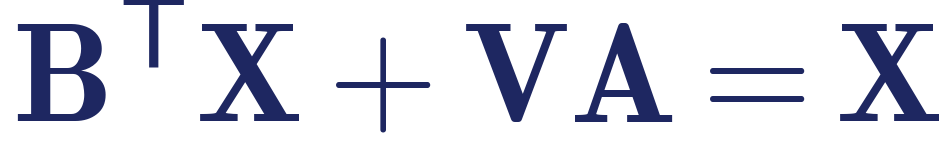 B⊤X + VA = X